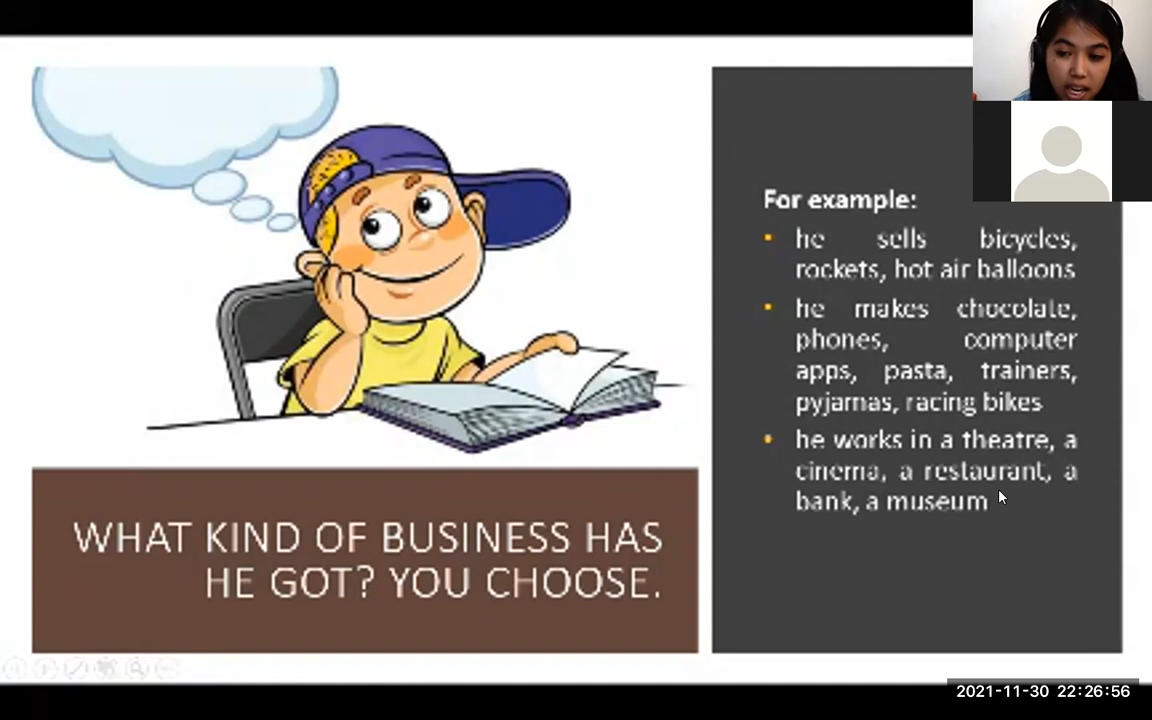 WHAT KIND OF BUSINESS HAS
HE GOT? YOU CHOOSE.
For example:
• he sells bicycles,
rockets, hot air balloons
• he makes chocolate,
phones, computer
apps, pasta, trainers,
pyjamas, racing bikes
• he works in a theatre, a
cinema, a restaurant, a
bank, a museum
2021-11-30 22:26:56